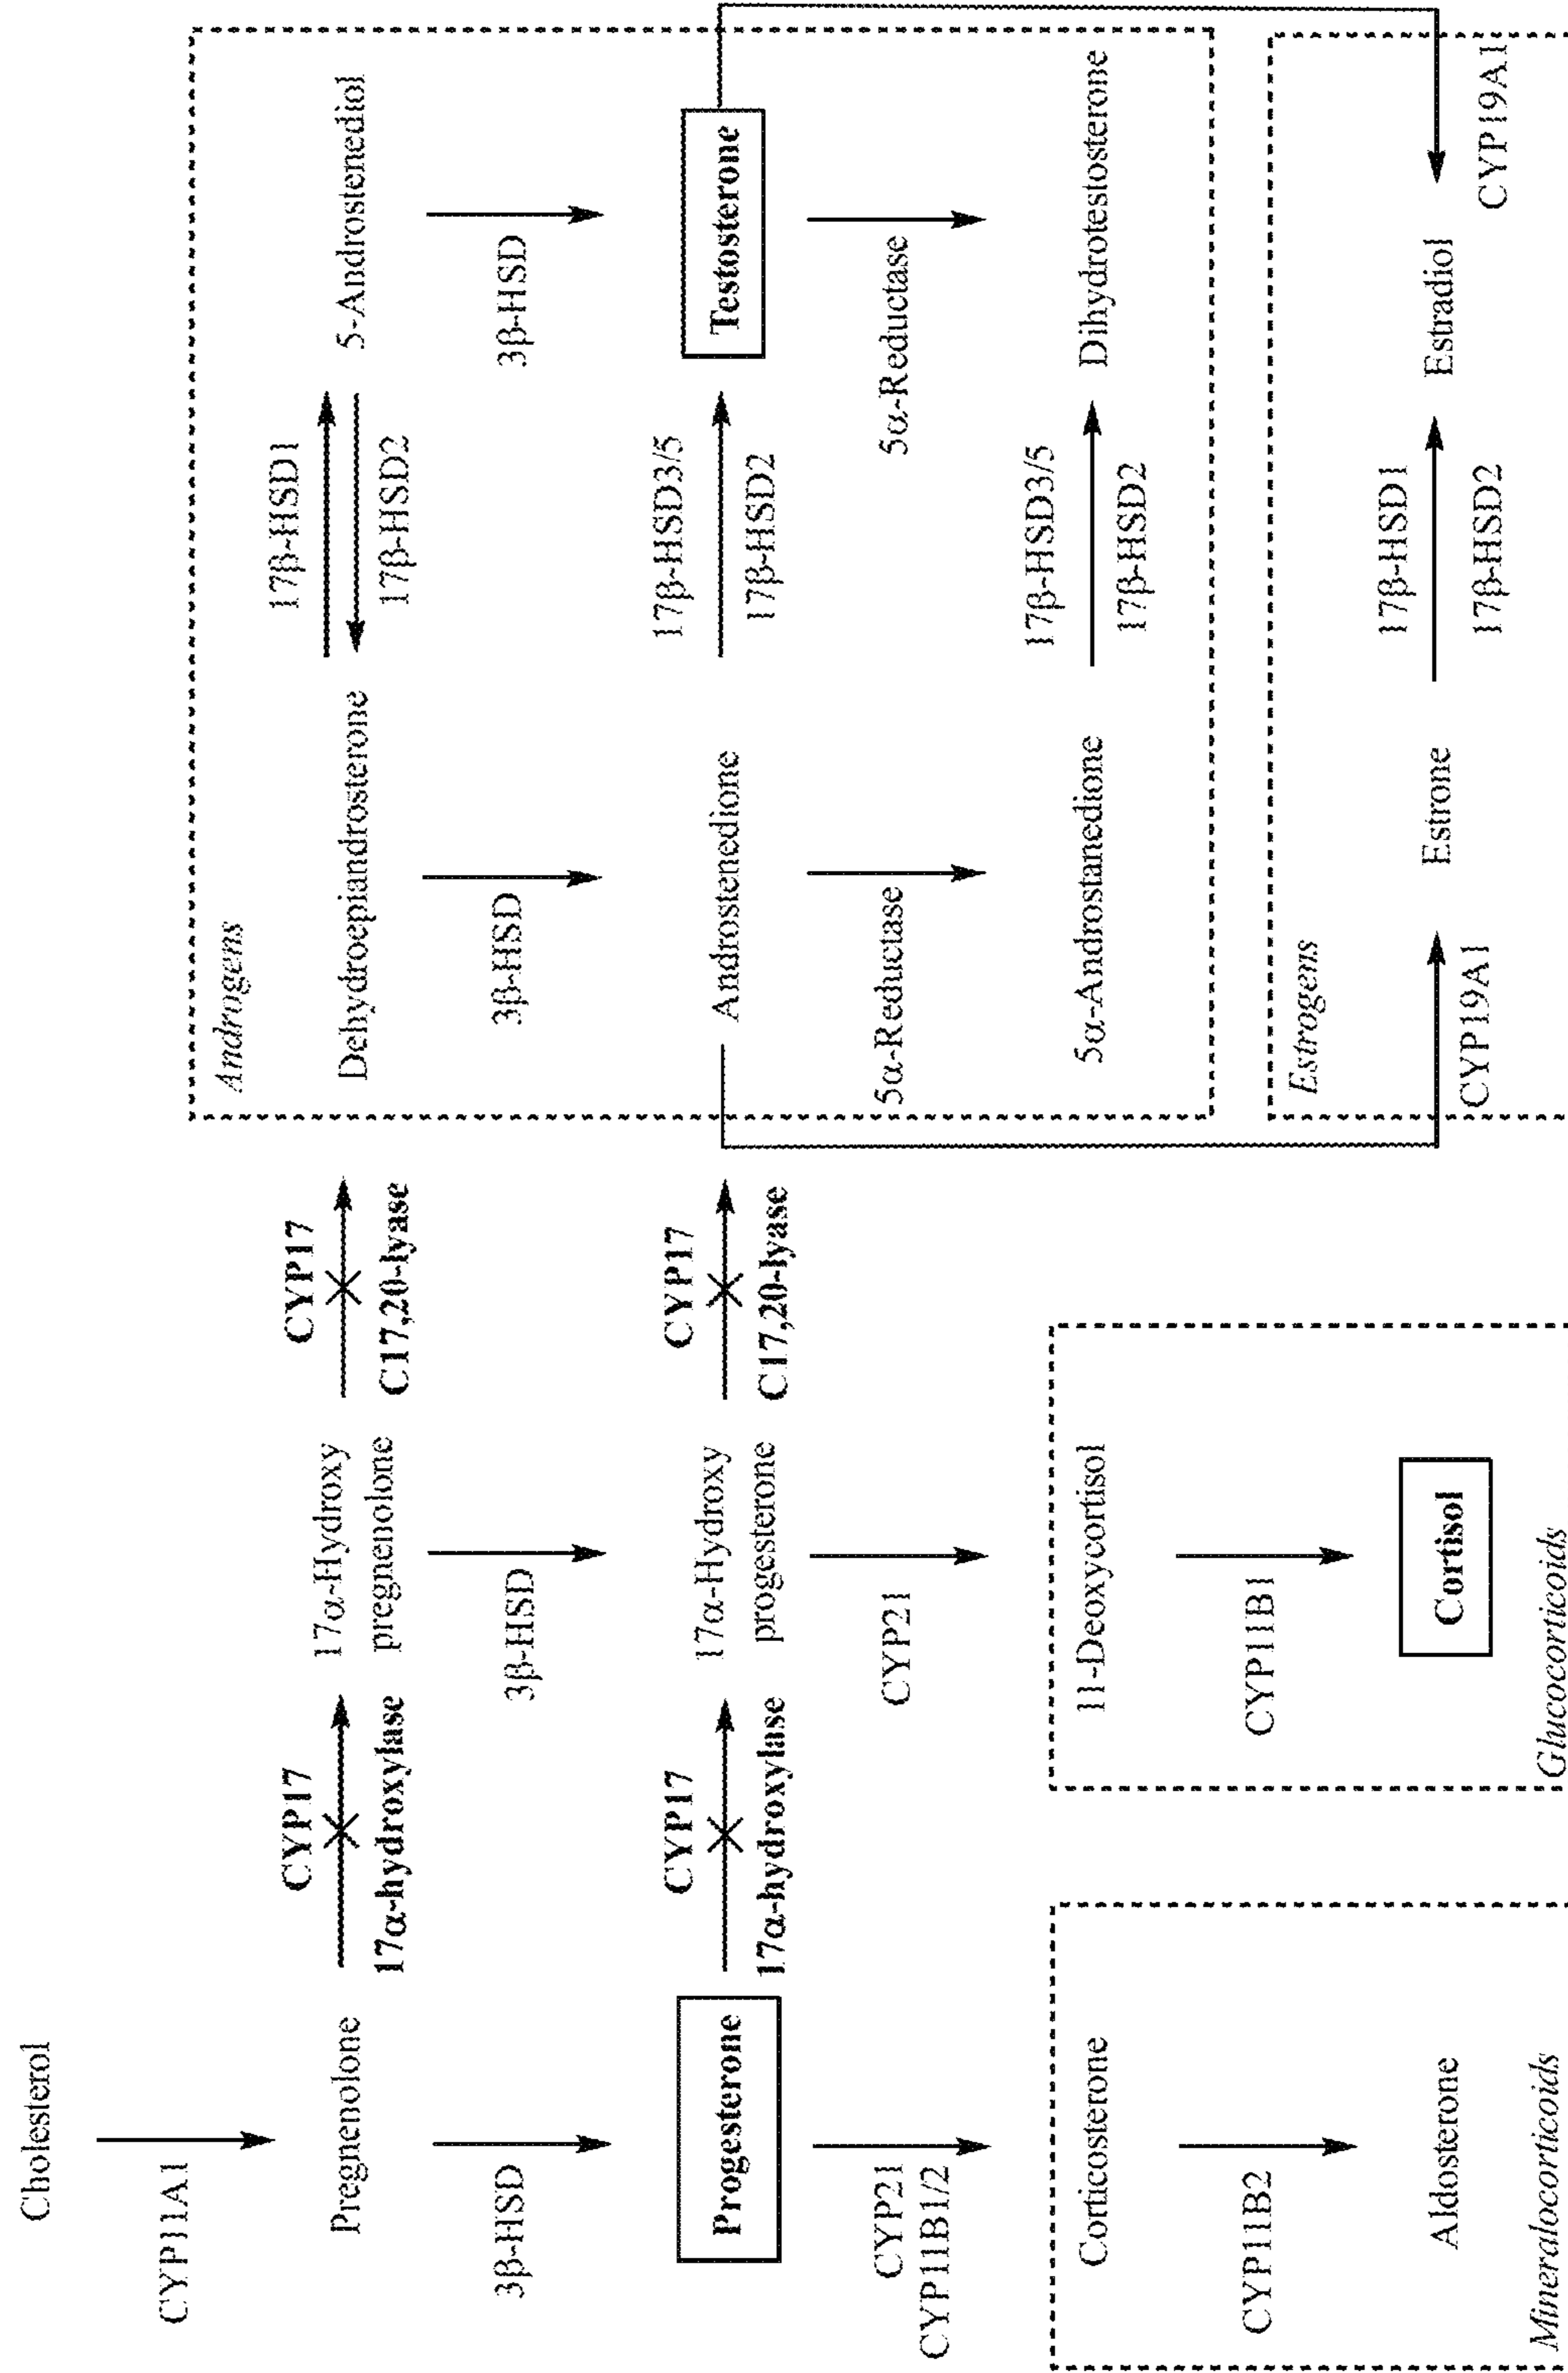 Cholesterol
CYP11A1
Pregnenolone
CYP17
17α-hydroxylase
17α-Hydroxy
pregnenolone
CYP17
C17,20-lyase
Androgens
Dehydroepiandrosterone
17β-HSD1
17β-HSD2
5-Androstenediol
3β-HSD
3β-HSD
3β-HSD
3β-HSD
Progesterone
CYP17
17α-hydroxylase
17α-Hydroxy
progesterone
CYP17
C17,20-lyase
Androstenedione
17β-HSD3/5
17β-HSD2
Testosterone
CYP21
CYP11B1/2
CYP21
5α-Reductase
5α-Reductase
Corticosterone
11-Deoxycortisol
5α-Androstanedione
17β-HSD3/5
17β-HSD2
Dihydrotestosterone
CYP11B2
CYP11B1
Estrogens
Aldosterone
Cortisol
CYP19A1
Estrone
17β-HSD1
17β-HSD2
Estradiol
CYP19A1
Mineralocorticoids
Glucocorticoids